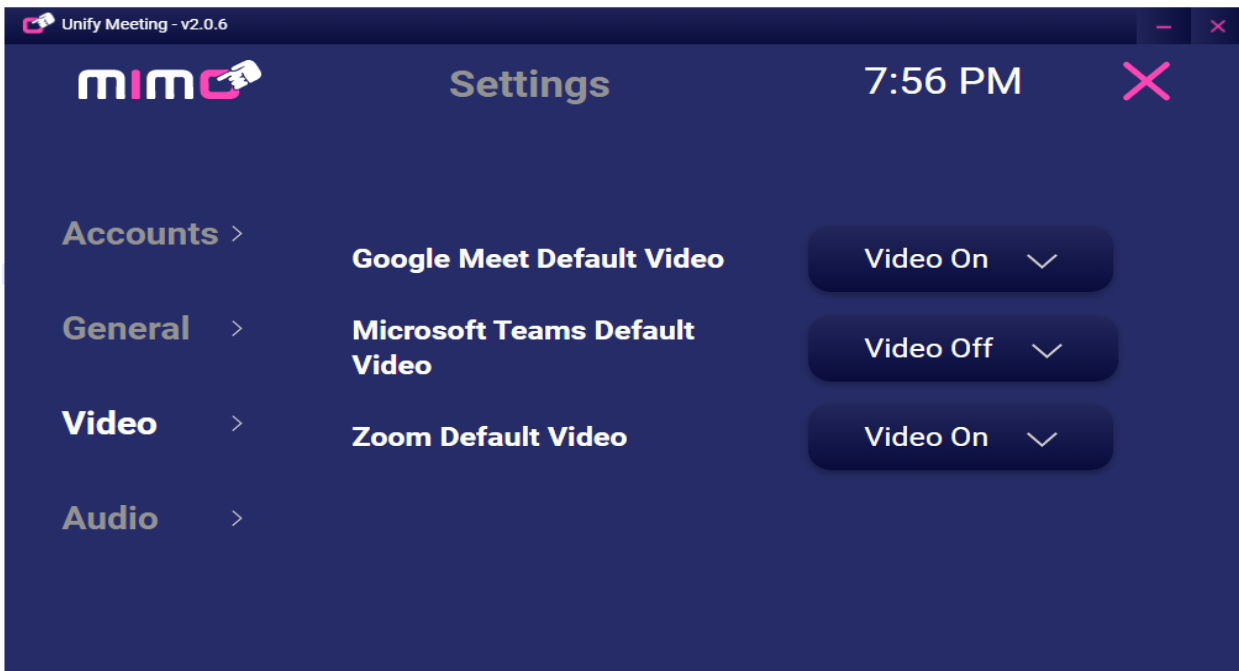 Unify Meeting - v2.0.6
mimo
Settings
7:56 PM
Accounts >
General >
Video >
Audio >
Google Meet Default Video
Video On
Microsoft Teams Default
Video
Video Off
Zoom Default Video
Video On